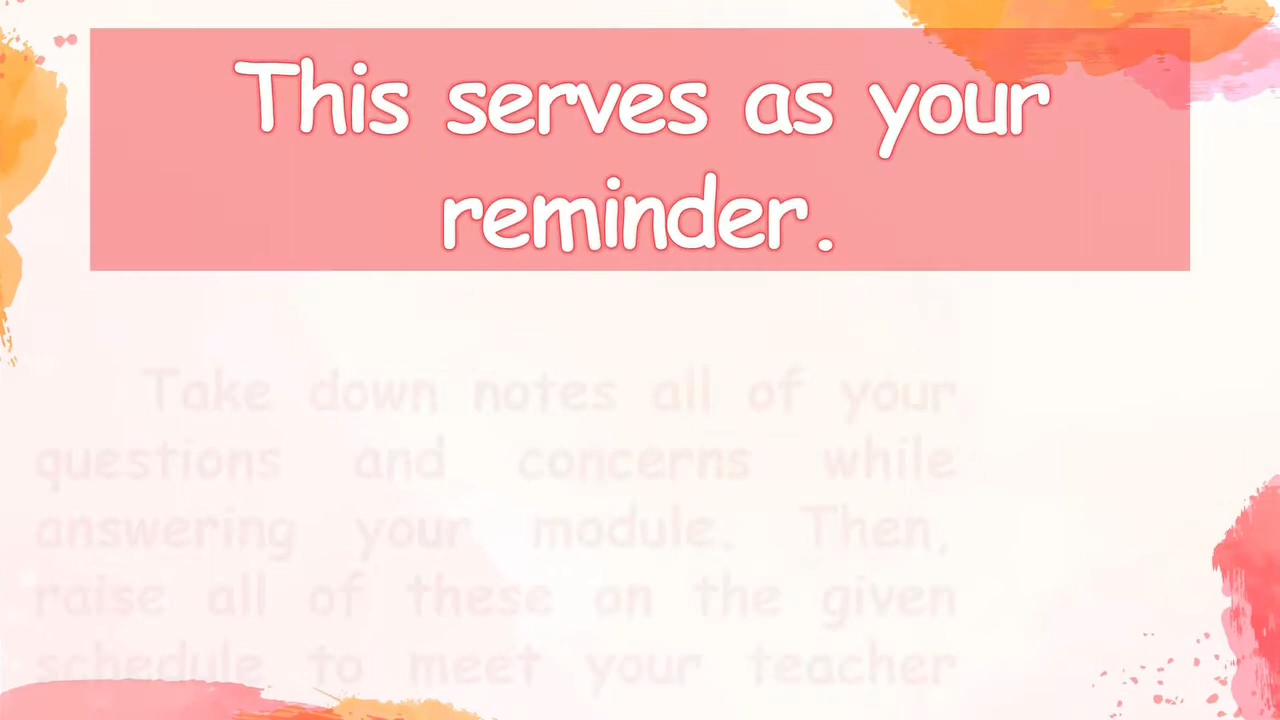 This serves as your
reminder.
Take down notes all of your
questions and concerns while
answering your module. Then,
raise all of these on the given
schedule to meet your teacher